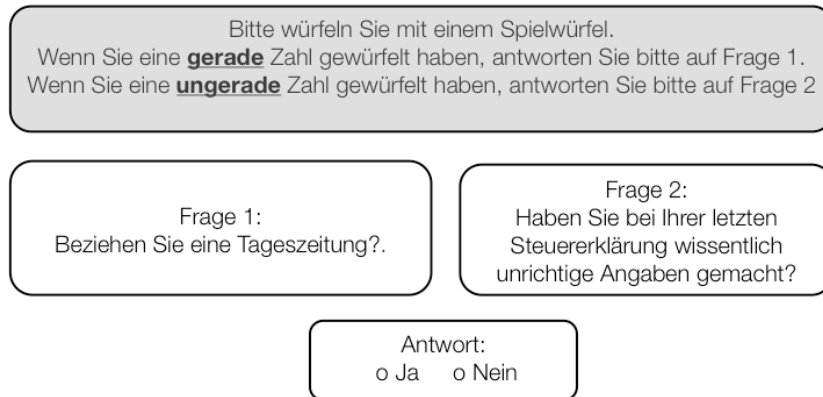 Bitte würfeln Sie mit einem Spielwürfel.
Wenn Sie eine gerade Zahl gewürfelt haben, antworten Sie bitte auf Frage 1.
Wenn Sie eine ungerade Zahl gewürfelt haben, antworten Sie bitte auf Frage 2
Frage 1:
Beziehen Sie eine Tageszeitung?.
Frage 2:
Haben Sie bei Ihrer letzten
Steuererklärung wissentlich
unrichtige Angaben gemacht?
Antwort:
o Ja o Nein